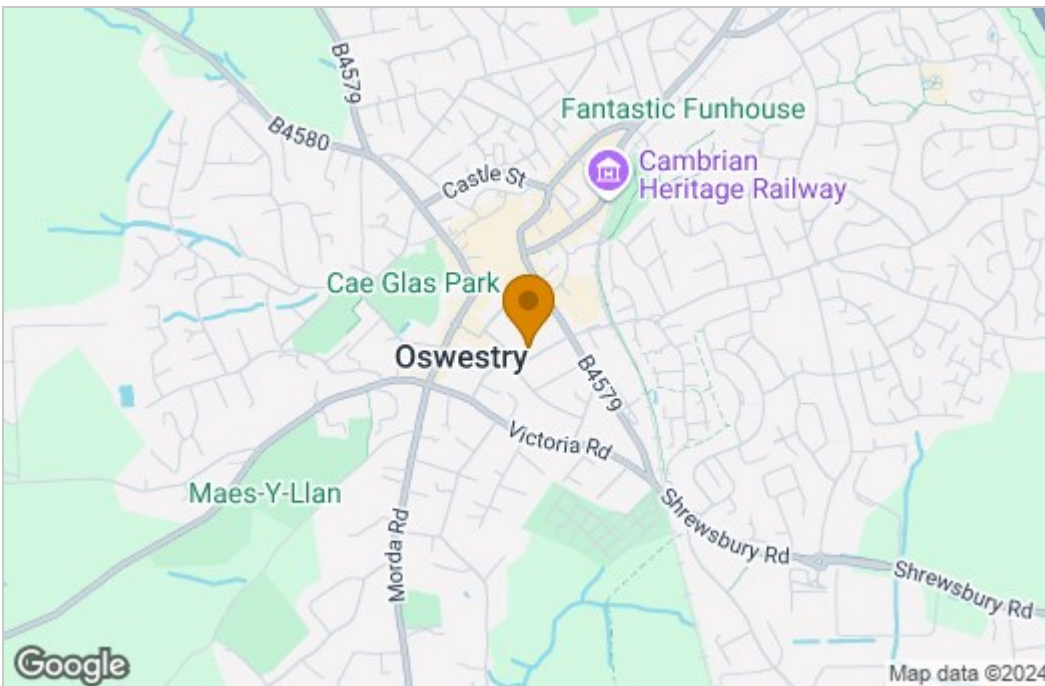 B4579
B4580
Fantastic Funhouse
Castle St
Cambrian
Heritage Railway
Cae Glas Park
Oswestry
B4579
Victoria Rd
Maes-Y-Llan
Morda Rd
Shrewsbury Rd
Shrewsbury Rd
Google
Map data ©2024